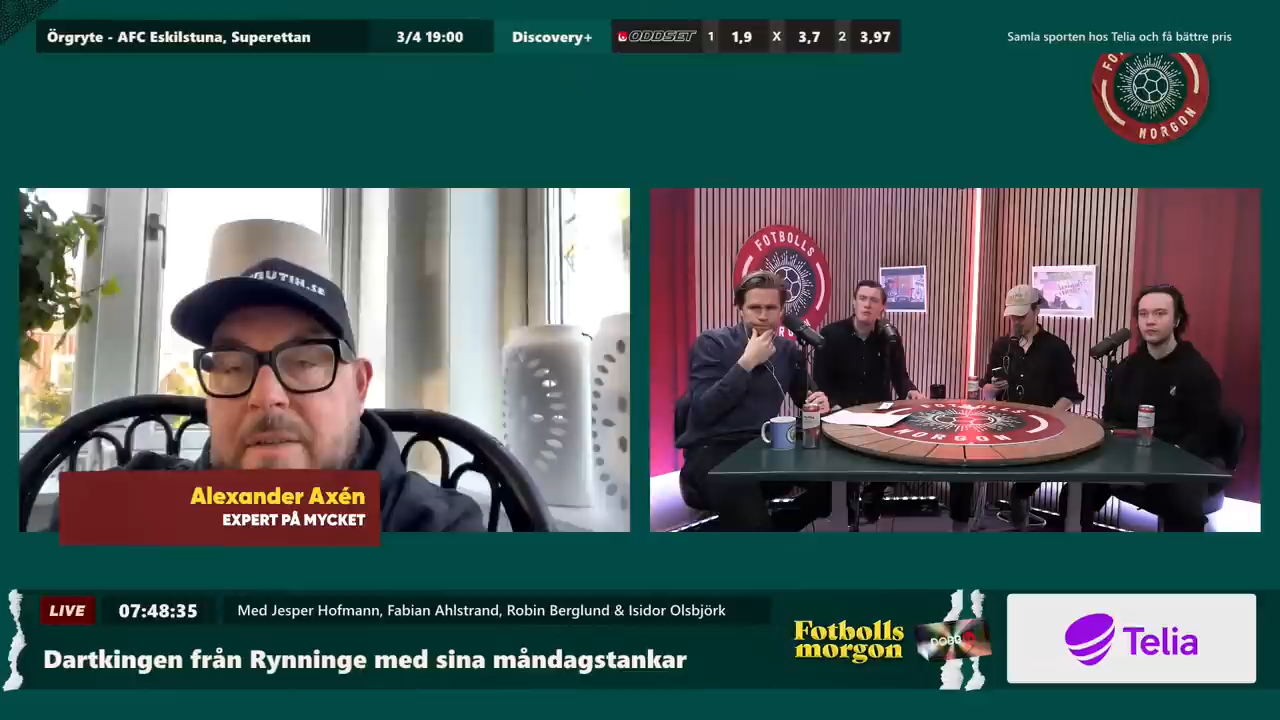 Örgryte - AFC Eskilstuna, Superettan
3/4 19:00
Discovery+
ODDSET
1 1,9 X 3,7 2 3,97
Samla sporten hos Telia och få bättre pris
MORGON
GUTIH.SE
FOTBOLLS
FOTBOLLS
MORGON
Alexander Axén
EXPERT PÅ MYCKET
LIVE
07:48:35
Med Jesper Hofmann, Fabian Ahlstrand, Robin Berglund & Isidor Olsbjörk
Dartkingen från Rynninge med sina måndagstankar
Fotbolls
morgon
Telia